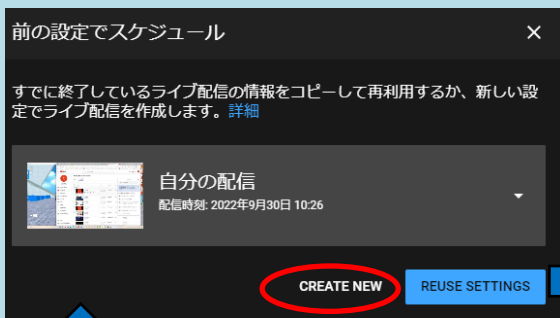 前の設定でスケジュール
すでに終了しているライブ配信の情報をコピーして再利用するか、新しい設
定でライブ配信を作成します。詳細
自分の配信
配信時刻: 2022年9月30日 10:26
CREATE NEW
REUSE SETTINGS